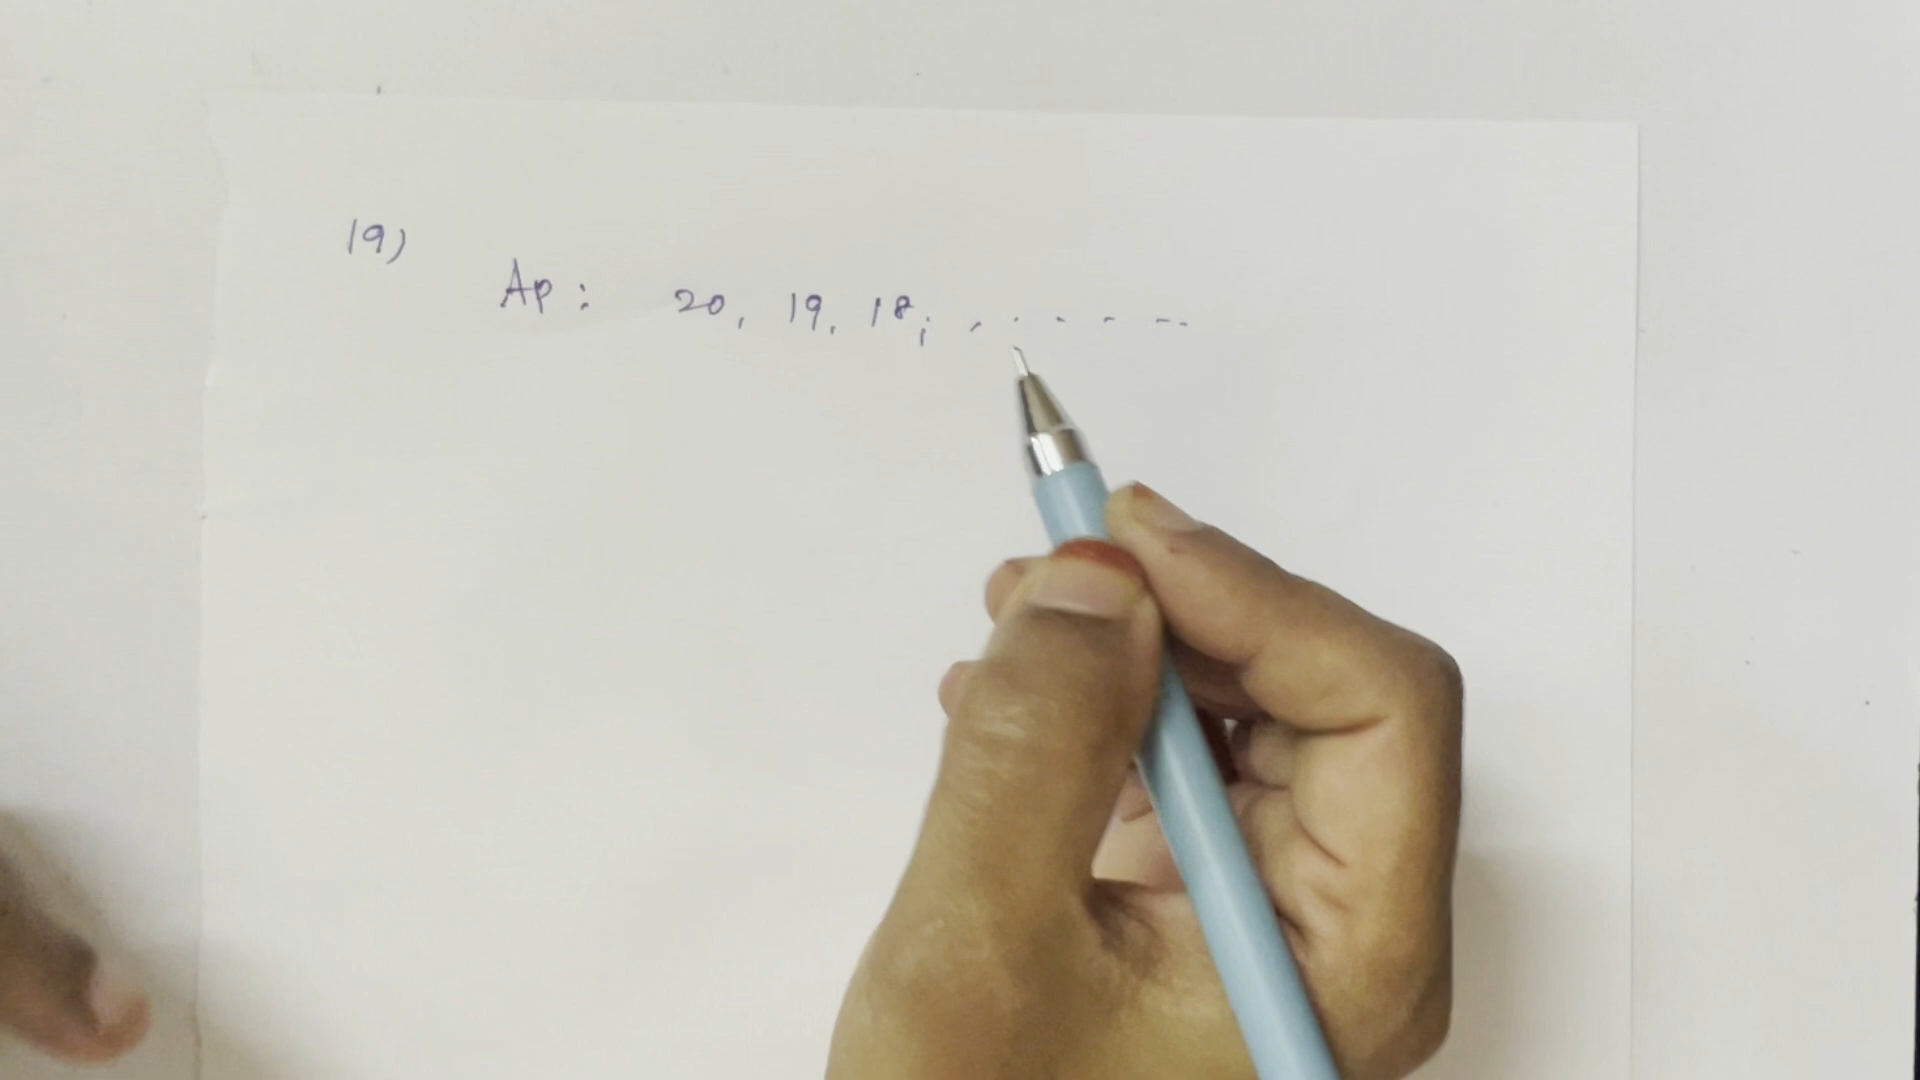 19)
Ap: 20, 19, 18, . . . . . --